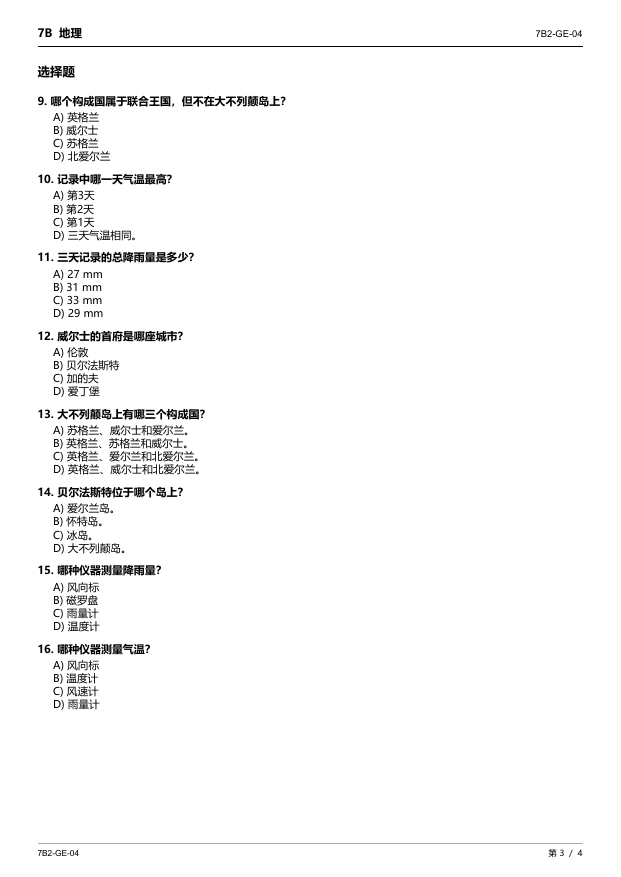 7B 地理
7B2-GE-04
选择题
9. 哪个构成国属于联合王国，但不在大不列颠岛上？
A) 英格兰
B) 威尔士
C) 苏格兰
D) 北爱尔兰
10. 记录中哪一天气温最高？
A) 第3天
B) 第2天
C) 第1天
D) 三天气温相同。
11. 三天记录的总降雨量是多少？
A) 27 mm
B) 31 mm
C) 33 mm
D) 29 mm
12. 威尔士的首府是哪座城市？
A) 伦敦
B) 贝尔法斯特
C) 加的夫
D) 爱丁堡
13. 大不列颠岛上有哪三个构成国？
A) 苏格兰、威尔士和爱尔兰。
B) 英格兰、苏格兰和威尔士。
C) 英格兰、爱尔兰和北爱尔兰。
D) 英格兰、威尔士和北爱尔兰。
14. 贝尔法斯特位于哪个岛上？
A) 爱尔兰岛。
B) 怀特岛。
C) 冰岛。
D) 大不列颠岛。
15. 哪种仪器测量降雨量？
A) 风向标
B) 磁罗盘
C) 雨量计
D) 温度计
16. 哪种仪器测量气温？
A) 风向标
B) 温度计
C) 风速计
D) 雨量计
7B2-GE-04
第 3 / 4